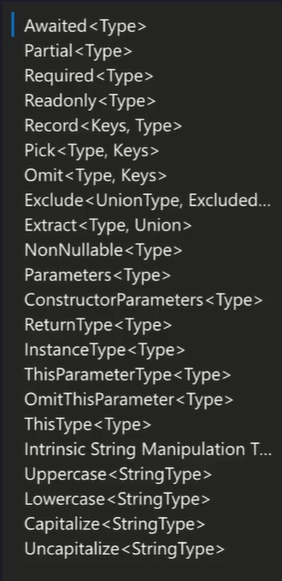 Awaited<Type>
Partial<Type>
Required<Type>
Readonly<Type>
Record<Keys, Type>
Pick<Type, Keys>
Omit<Type, Keys>
Exclude<UnionType, Excluded...
Extract<Type, Union>
NonNullable<Type>
Parameters<Type>
ConstructorParameters<Type>
ReturnType<Type>
InstanceType<Type>
ThisParameterType<Type>
OmitThisParameter<Type>
ThisType<Type>
Intrinsic String Manipulation T...
Uppercase<StringType>
Lowercase<StringType>
Capitalize<StringType>
Uncapitalize<StringType>